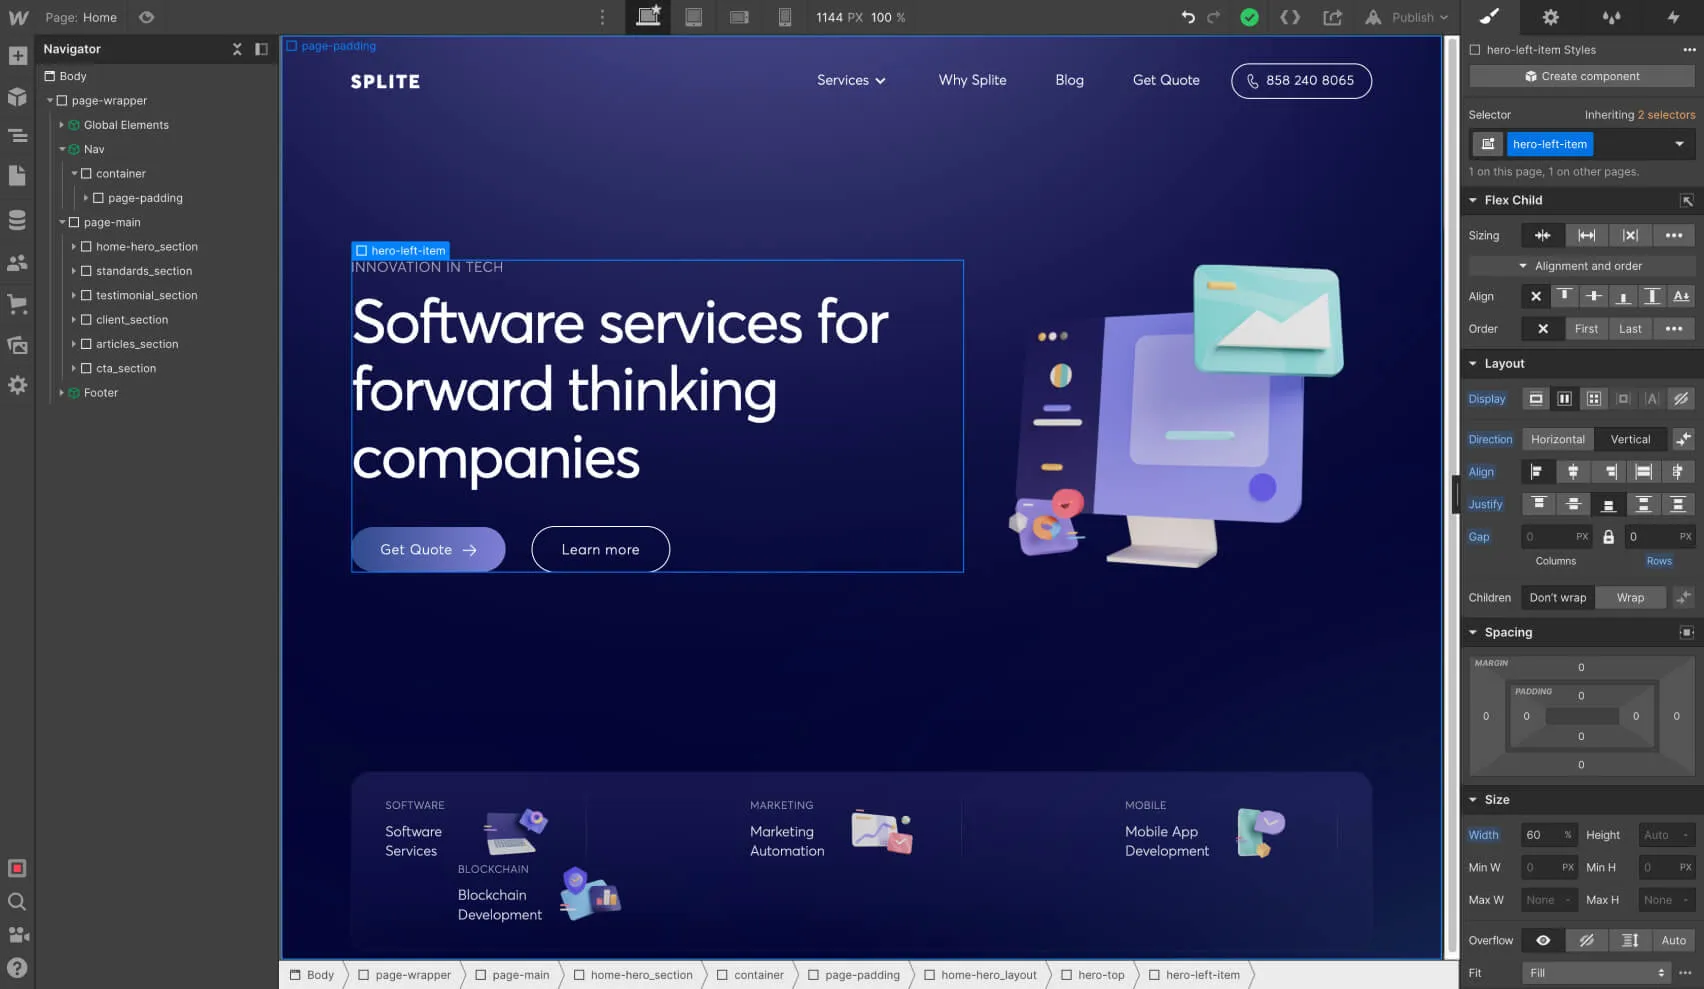 Page: Home
1144 PX 100 %
Publish
Navigator
Body
page-wrapper
Global Elements
Nav
container
page-padding
page-main
home-hero_section
standards_section
testimonial_section
client_section
articles_section
cta_section
Footer
page-padding
SPLITE
Services
Why Splite
Blog
Get Quote
858 240 8065
hero-left-item
INNOVATION IN TECH
Software services for
forward thinking
companies
Get Quote
Learn more
SOFTWARE
Software
Services
MARKETING
Marketing
Automation
MOBILE
Mobile App
Development
BLOCKCHAIN
Blockchain
Development
Body
page-wrapper
page-main
home-hero_section
container
page-padding
home-hero_layout
hero-top
hero-left-item
hero-left-item Styles
Create component
Selector
Inheriting 2 selectors
hero-left-item
1 on this page, 1 on other pages.
Flex Child
Sizing
Alignment and order
Align
Order First Last
Layout
Display
Direction Horizontal Vertical
Align
Justify
Gap 0 PX 0 PX
Columns Rows
Children Don't wrap Wrap
Spacing
MARGIN
0
PADDING
0
0 0 0 0
0
0
Size
Width 60 % Height Auto -
Min W 0 PX Min H 0 PX
Max W None - Max H None -
Overflow Auto
Fit Fill